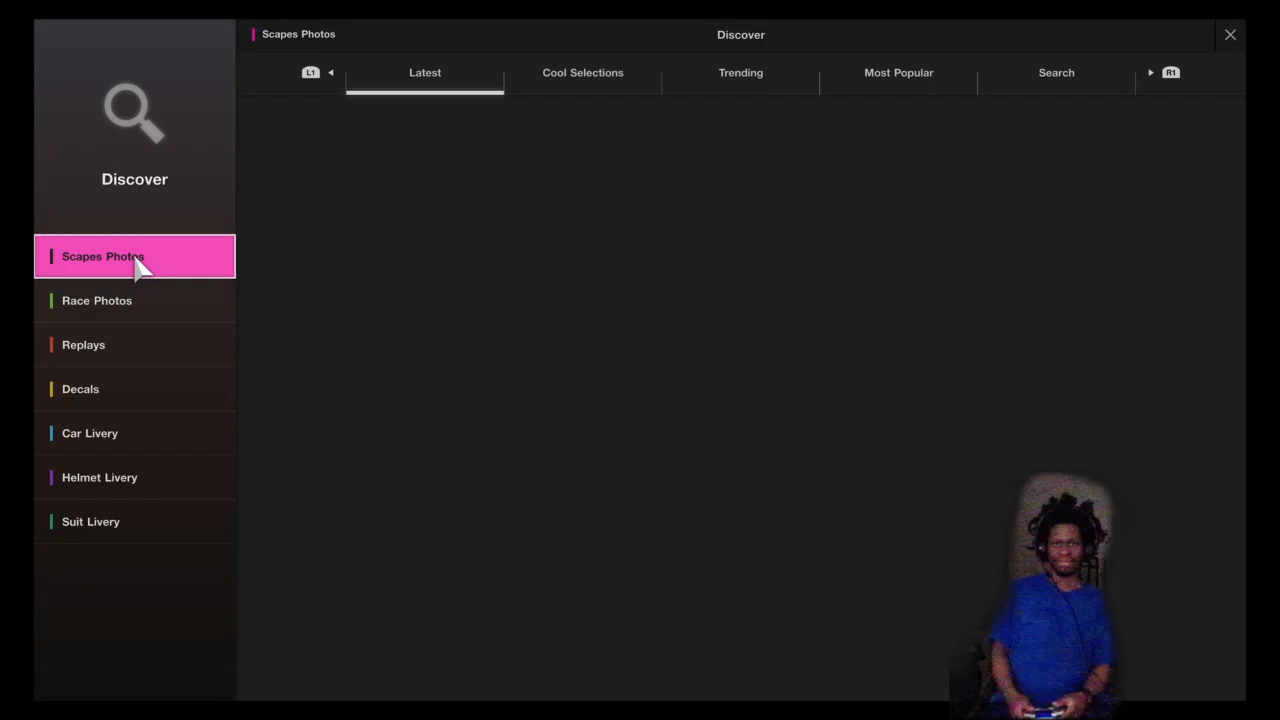 Scapes Photos
Discover
L1
Latest
Cool Selections
Trending
Most Popular
Search
R1
Discover
Scapes Photos
Race Photos
Replays
Decals
Car Livery
Helmet Livery
Suit Livery